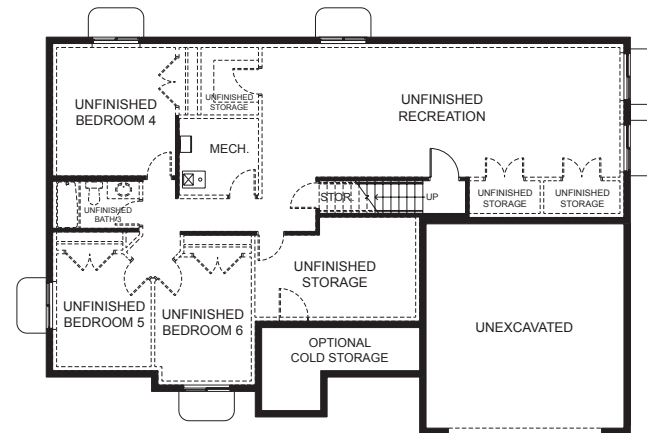 UNFINISHED
BEDROOM 4
UNFINISHED
STORAGE
UNFINISHED
RECREATION
MECH.
UNFINISHED
BATH 3
STOR.
UP
UNFINISHED
STORAGE
UNFINISHED
STORAGE
UNFINISHED
BEDROOM 5
UNFINISHED
BEDROOM 6
UNFINISHED
STORAGE
OPTIONAL
COLD STORAGE
UNEXCAVATED